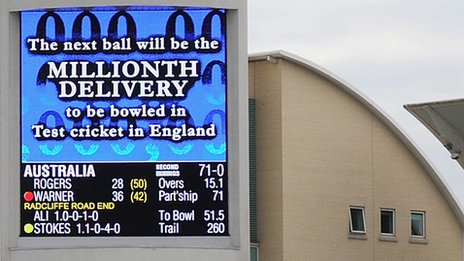 The next ball will be the
MILLIONTH
DELIVERY
to be bowled in
Test cricket in England
AUSTRALIA SECOND INNINGS 71-0
ROGERS 28 (50) Overs 15.1
WARNER 36 (42) Part'ship 71
RADCLIFFE ROAD END
ALI 1.0-0-1-0 To Bowl 51.5
STOKES 1.1-0-4-0 Trail 260